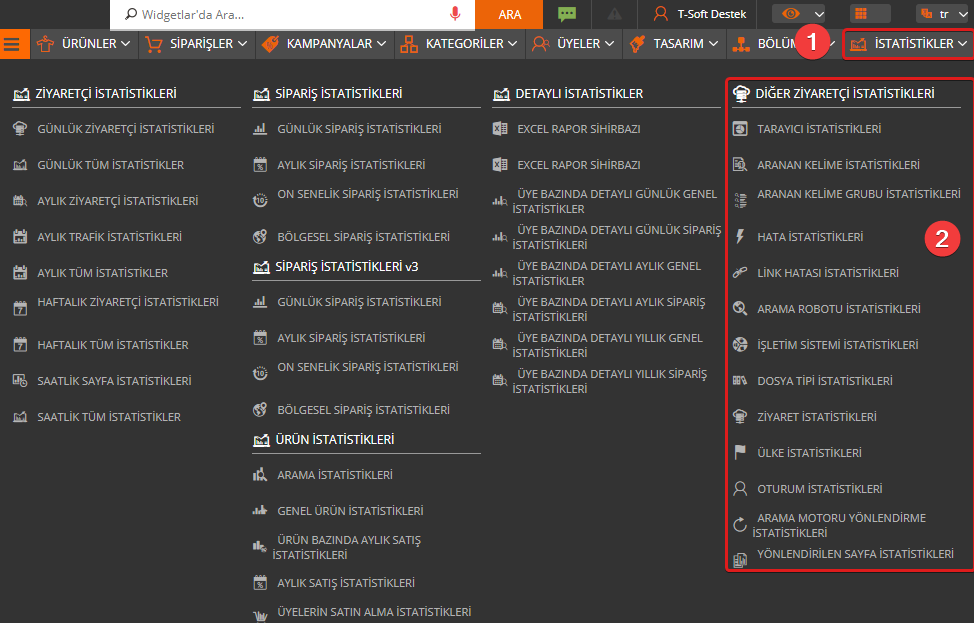 Widgetlar'da Ara...
ARA
T-Soft Destek
tr
ÜRÜNLER
SİPARİŞLER
KAMPANYALAR
KATEGORİLER
ÜYELER
TASARIM
BÖLÜM
1
İSTATİSTİKLER
ZİYARETÇİ İSTATİSTİKLERİ
GÜNLÜK ZİYARETÇİ İSTATİSTİKLERİ
GÜNLÜK TÜM İSTATİSTİKLER
AYLIK ZİYARETÇİ İSTATİSTİKLERİ
AYLIK TRAFİK İSTATİSTİKLERİ
AYLIK TÜM İSTATİSTİKLER
HAFTALIK ZİYARETÇİ İSTATİSTİKLERİ
HAFTALIK TÜM İSTATİSTİKLER
SAATLİK SAYFA İSTATİSTİKLERİ
SAATLİK TÜM İSTATİSTİKLER
SİPARİŞ İSTATİSTİKLERİ
GÜNLÜK SİPARİŞ İSTATİSTİKLERİ
AYLIK SİPARİŞ İSTATİSTİKLERİ
ON SENELİK SİPARİŞ İSTATİSTİKLERİ
BÖLGESEL SİPARİŞ İSTATİSTİKLERİ
SİPARİŞ İSTATİSTİKLERİ v3
GÜNLÜK SİPARİŞ İSTATİSTİKLERİ
AYLIK SİPARİŞ İSTATİSTİKLERİ
ON SENELİK SİPARİŞ İSTATİSTİKLERİ
BÖLGESEL SİPARİŞ İSTATİSTİKLERİ
ÜRÜN İSTATİSTİKLERİ
ARAMA İSTATİSTİKLERİ
GENEL ÜRÜN İSTATİSTİKLERİ
ÜRÜN BAZINDA AYLIK SATIŞ
İSTATİSTİKLERİ
AYLIK SATIŞ İSTATİSTİKLERİ
ÜYELERİN SATIN ALMA İSTATİSTİKLERİ
DETAYLI İSTATİSTİKLER
EXCEL RAPOR SİHİRBAZI
EXCEL RAPOR SİHİRBAZI
ÜYE BAZINDA DETAYLI GÜNLÜK GENEL
İSTATİSTİKLER
ÜYE BAZINDA DETAYLI GÜNLÜK SİPARİŞ
İSTATİSTİKLERİ
ÜYE BAZINDA DETAYLI AYLIK GENEL
İSTATİSTİKLER
ÜYE BAZINDA DETAYLI AYLIK SİPARİŞ
İSTATİSTİKLERİ
ÜYE BAZINDA DETAYLI YILLIK GENEL
İSTATİSTİKLERİ
ÜYE BAZINDA DETAYLI YILLIK SİPARİŞ
İSTATİSTİKLERİ
DİĞER ZİYARETÇİ İSTATİSTİKLERİ
TARAYICI İSTATİSTİKLERİ
ARANAN KELİME İSTATİSTİKLERİ
ARANAN KELİME GRUBU İSTATİSTİKLERİ
HATA İSTATİSTİKLERİ
2
LİNK HATASI İSTATİSTİKLERİ
ARAMA ROBOTU İSTATİSTİKLERİ
İŞLETİM SİSTEMİ İSTATİSTİKLERİ
DOSYA TİPİ İSTATİSTİKLERİ
ZİYARET İSTATİSTİKLERİ
ÜLKE İSTATİSTİKLERİ
OTURUM İSTATİSTİKLERİ
ARAMA MOTORU YÖNLENDİRME
İSTATİSTİKLERİ
YÖNLENDİRİLEN SAYFA İSTATİSTİKLERİ